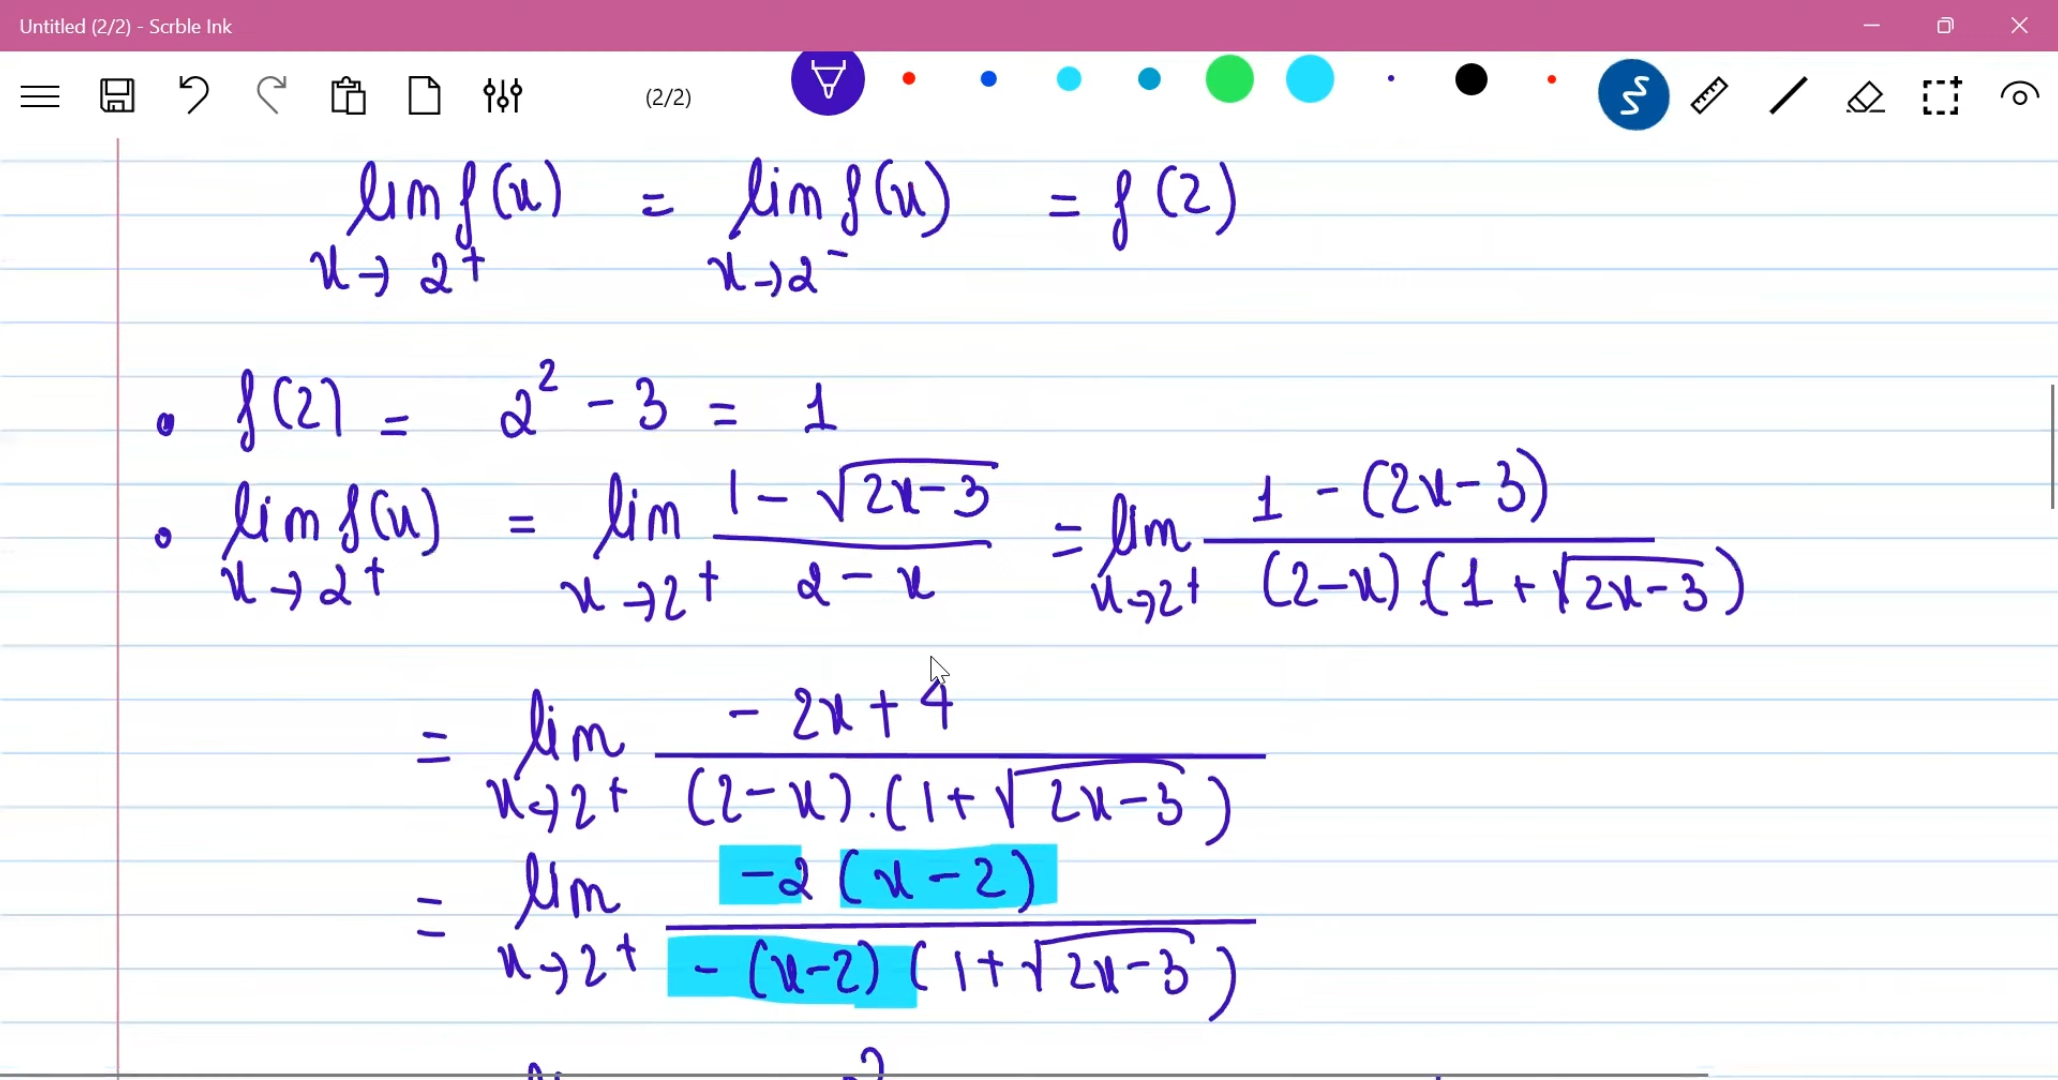 Untitled (2/2) - Scrble Ink
(2/2)
lim f(x) = lim f(x) = f(2)
x→2⁺ x→2⁻
• f(2) = 2² - 3 = 1
• lim f(x) = lim (1 - √(2x-3))/(2 - x) = lim (1 - (2x-3))/((2-x).(1+√(2x-3)))
x→2⁺ x→2⁺ x→2⁺
= lim (-2x+4)/((2-x).(1+√(2x-3)))
x→2⁺
= lim (-2(x-2))/(-(x-2)(1+√(2x-3)))
x→2⁺